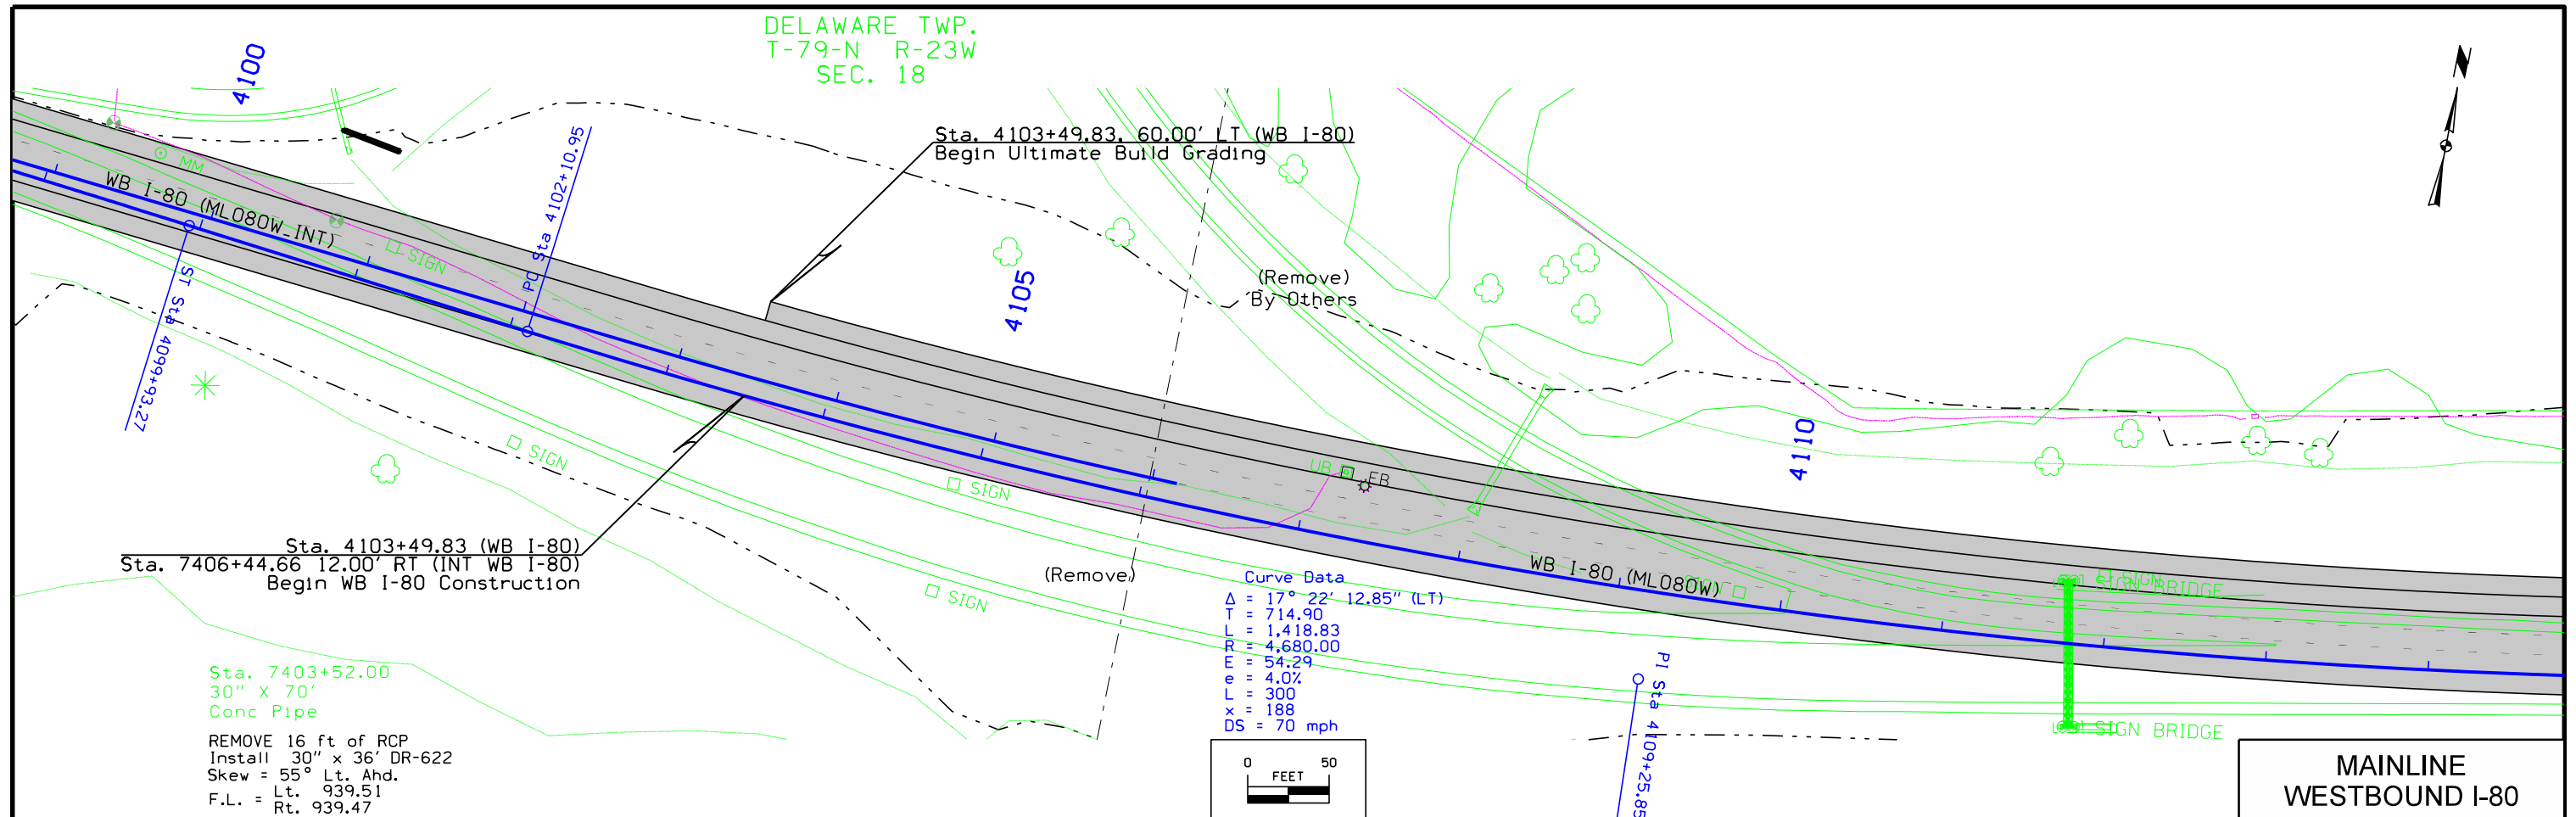 DELAWARE TWP.
T-79-N R-23W
SEC. 18
N
4100
PC Sta 4102+10.95
Sta. 4103+49.83, 60.00' LT (WB I-80)
Begin Ultimate Build Grading
MM
WB I-80 (ML080W_INT)
SIGN
ST Sta 4099+93.27
4105
(Remove)
By Others
4110
SIGN
SIGN
UB
EB
Sta. 4103+49.83 (WB I-80)
Sta. 7406+44.66 12.00' RT (INT WB I-80)
Begin WB I-80 Construction
(Remove)
SIGN
WB I-80 (ML080W)
SIGN
SIGN BRIDGE
SIGN BRIDGE
Curve Data
Δ = 17° 22' 12.85" (LT)
T = 714.90
L = 1,418.83
R = 4,680.00
E = 54.29
e = 4.0%
L = 300
x = 188
DS = 70 mph
PI Sta 4109+25.85
Sta. 7403+52.00
30" X 70'
Conc Pipe
REMOVE 16 ft of RCP
Install 30" x 36' DR-622
Skew = 55° Lt. Ahd.
F.L. = Lt. 939.51
Rt. 939.47
0 50
FEET
MAINLINE
WESTBOUND I-80